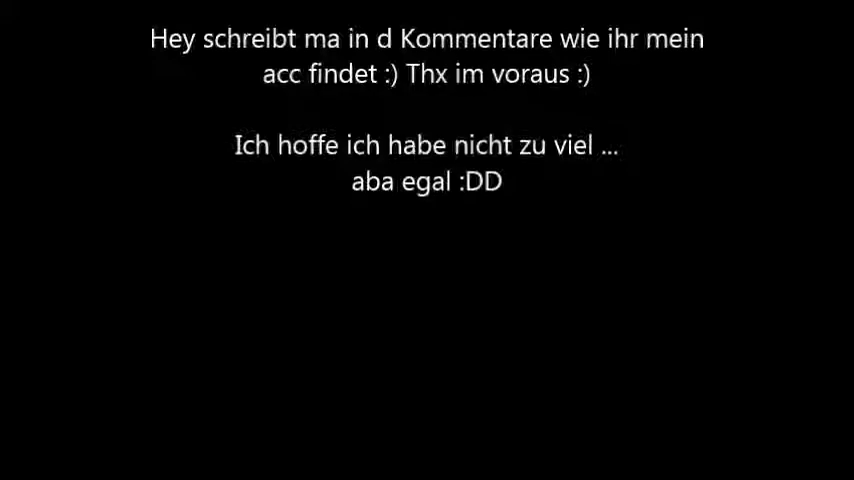 Hey schreibt ma in d Kommentare wie ihr mein
acc findet :) Thx im voraus :)
Ich hoffe ich habe nicht zu viel ...
aba egal :DD